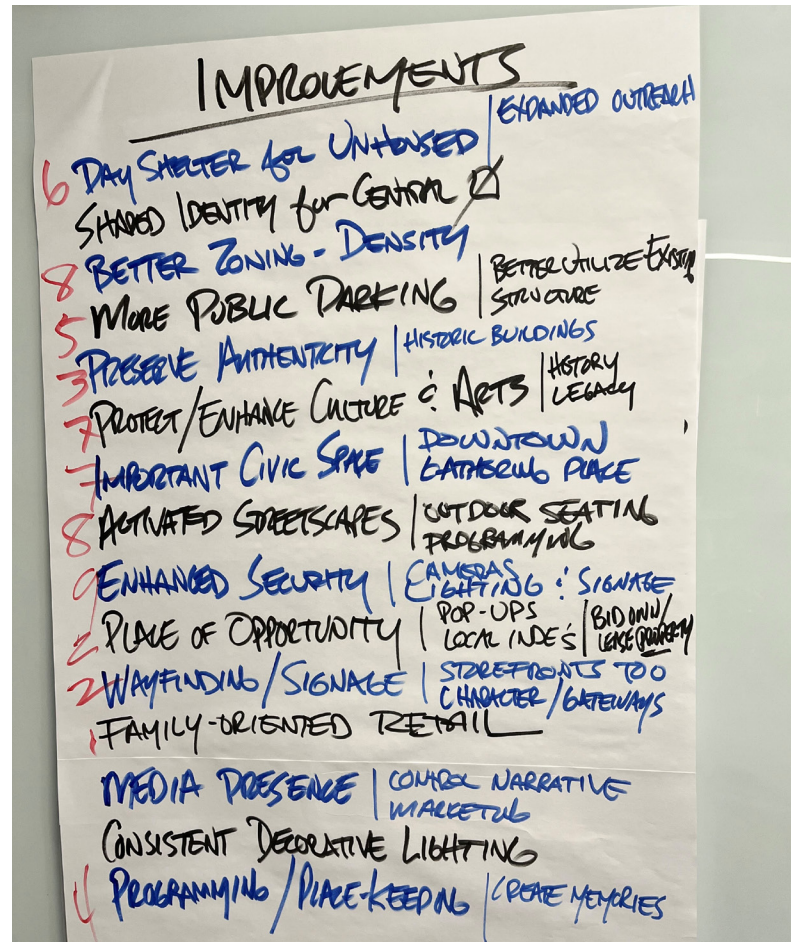 IMPROVEMENTS
6 DAY SHELTER for UNHOUSED | EXPANDED OUTREACH
SHARED IDENTITY for CENTRAL ☑
8 BETTER ZONING - DENSITY
5 MORE PUBLIC PARKING | BETTER UTILIZE EXISTING
STRUCTURE
3 PRESERVE AUTHENTICITY | HISTORIC BUILDINGS
7 PROTECT/ENHANCE CULTURE & ARTS | HISTORY
LEGACY
7 IMPORTANT CIVIC SPACE | DOWNTOWN
GATHERING PLACE
8 ACTIVATED STREETSCAPES | OUTDOOR SEATING
PROGRAMMING
9 ENHANCED SECURITY | CAMERAS
LIGHTING & SIGNAGE
2 PLACE OF OPPORTUNITY | POP-UPS | BID OWN/
LOCAL INDE'S LEASE PROPERTY
2 WAYFINDING/SIGNAGE | STOREFRONTS TOO
CHARACTER/GATEWAYS
1 FAMILY-ORIENTED RETAIL
MEDIA PRESENCE | CONTROL NARRATIVE
MARKETING
CONSISTENT DECORATIVE LIGHTING
4 PROGRAMMING/PLACE-KEEPING | CREATE MEMORIES